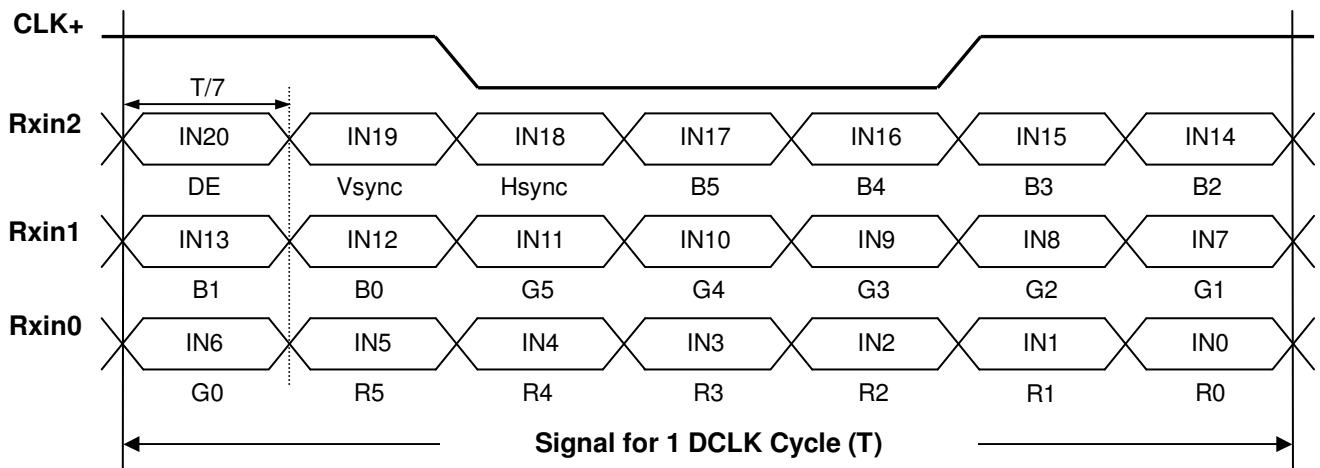 CLK+
T/7
Rxin2 IN20 IN19 IN18 IN17 IN16 IN15 IN14
DE Vsync Hsync B5 B4 B3 B2
Rxin1 IN13 IN12 IN11 IN10 IN9 IN8 IN7
B1 B0 G5 G4 G3 G2 G1
Rxin0 IN6 IN5 IN4 IN3 IN2 IN1 IN0
G0 R5 R4 R3 R2 R1 R0
Signal for 1 DCLK Cycle (T)